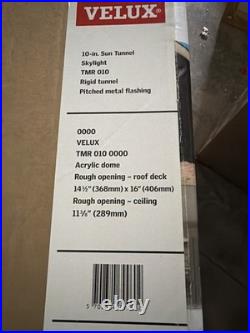 VELUX®
10-in. Sun Tunnel
Skylight
TMR 010
Rigid tunnel
Pitched metal flashing
0000
VELUX
TMR 010 0000
Acrylic dome
Rough opening – roof deck
14½"(368mm) x 16"(406mm)
Rough opening – ceiling
11⅜" (289mm)